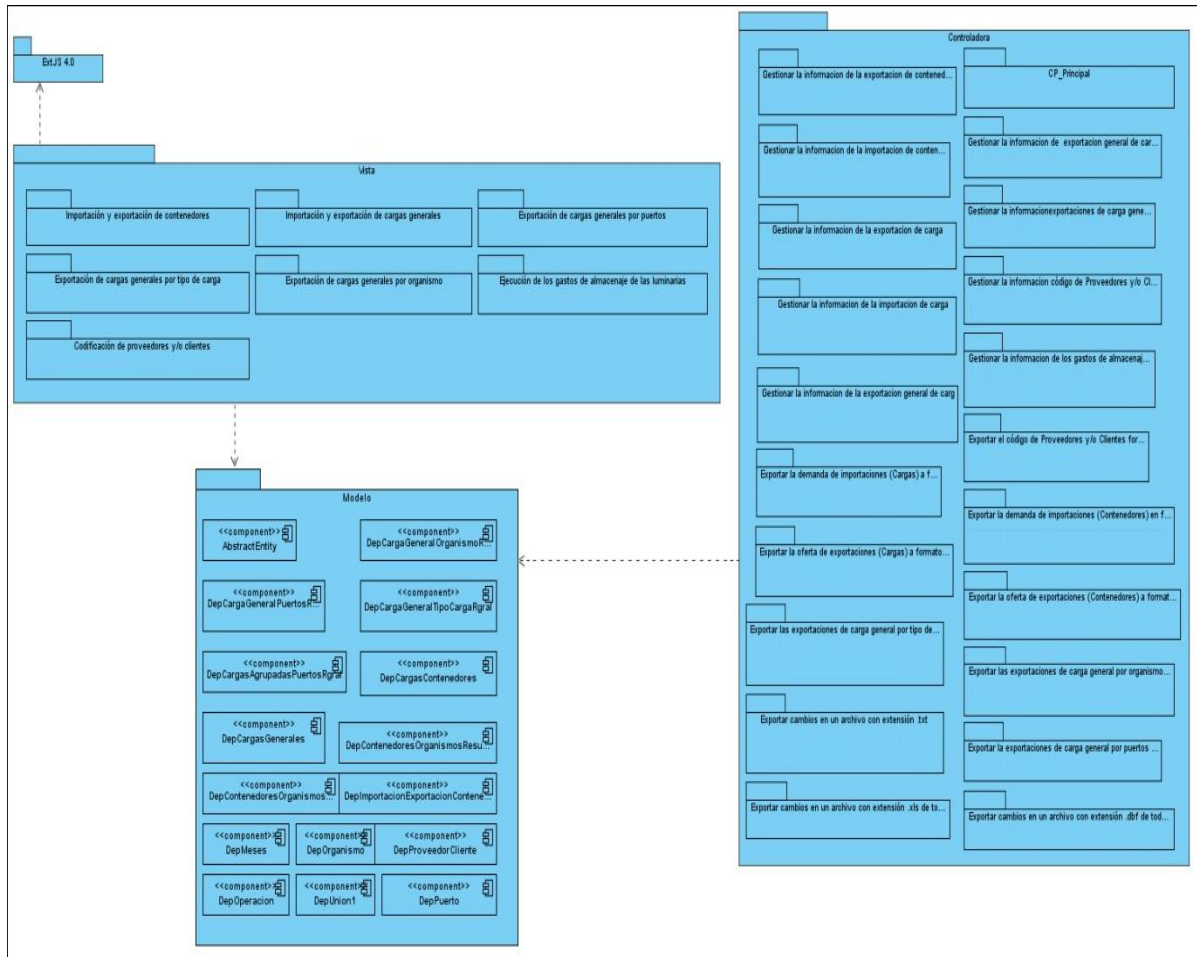 ExtJS 4.0
Vista
Importación y exportación de contenedores
Importación y exportación de cargas generales
Exportación de cargas generales por puertos
Exportación de cargas generales por tipo de carga
Exportación de cargas generales por organismo
Ejecución de los gastos de almacenaje de las luminarias
Codificación de proveedores y/o clientes
Modelo
<<component>>
AbstractEntity
<<component>>
DepCargaGeneralOrganismoR...
<<component>>
DepCargaGeneralPuertosR...
<<component>>
DepCargaGeneralTipoCargaRgral
<<component>>
DepCargasAgrupadasPuertosRgral
<<component>>
DepCargasContenedores
<<component>>
DepCargasGenerales
<<component>>
DepContenedoresOrganismosResu...
<<component>>
DepContenedoresOrganismos...
<<component>>
DepImportacionExportacionContene...
<<component>>
DepMeses
<<component>>
DepOrganismo
<<component>>
DepProveedorCliente
<<component>>
DepOperacion
<<component>>
DepUnion1
<<component>>
DepPuerto
Controladora
Gestionar la informacion de la exportacion de contened...
CP_Principal
Gestionar la informacion de la importacion de conten...
Gestionar la informacion de exportacion general de car...
Gestionar la informacion de la exportacion de carga
Gestionar la informacionexportaciones de carga gene...
Gestionar la informacion de la importacion de carga
Gestionar la informacion código de Proveedores y/o Cl...
Gestionar la informacion de la exportacion general de carg
Gestionar la informacion de los gastos de almacenaj...
Exportar la demanda de importaciones (Cargas) a f...
Exportar el código de Proveedores y/o Clientes for...
Exportar la oferta de exportaciones (Cargas) a formato...
Exportar la demanda de importaciones (Contenedores) en f...
Exportar las exportaciones de carga general por tipo de...
Exportar la oferta de exportaciones (Contenedores) a format...
Exportar cambios en un archivo con extensión .txt
Exportar las exportaciones de carga general por organismo...
Exportar la exportaciones de carga general por puertos ...
Exportar cambios en un archivo con extensión .xls de to...
Exportar cambios en un archivo con extensión .dbf de tod...